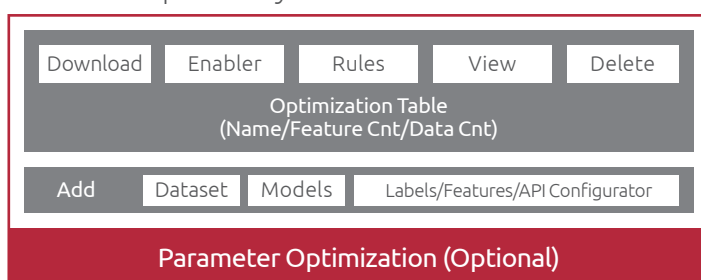 Download Enabler Rules View Delete
Optimization Table
(Name/Feature Cnt/Data Cnt)
Add Dataset Models Labels/Features/API Configurator
Parameter Optimization (Optional)